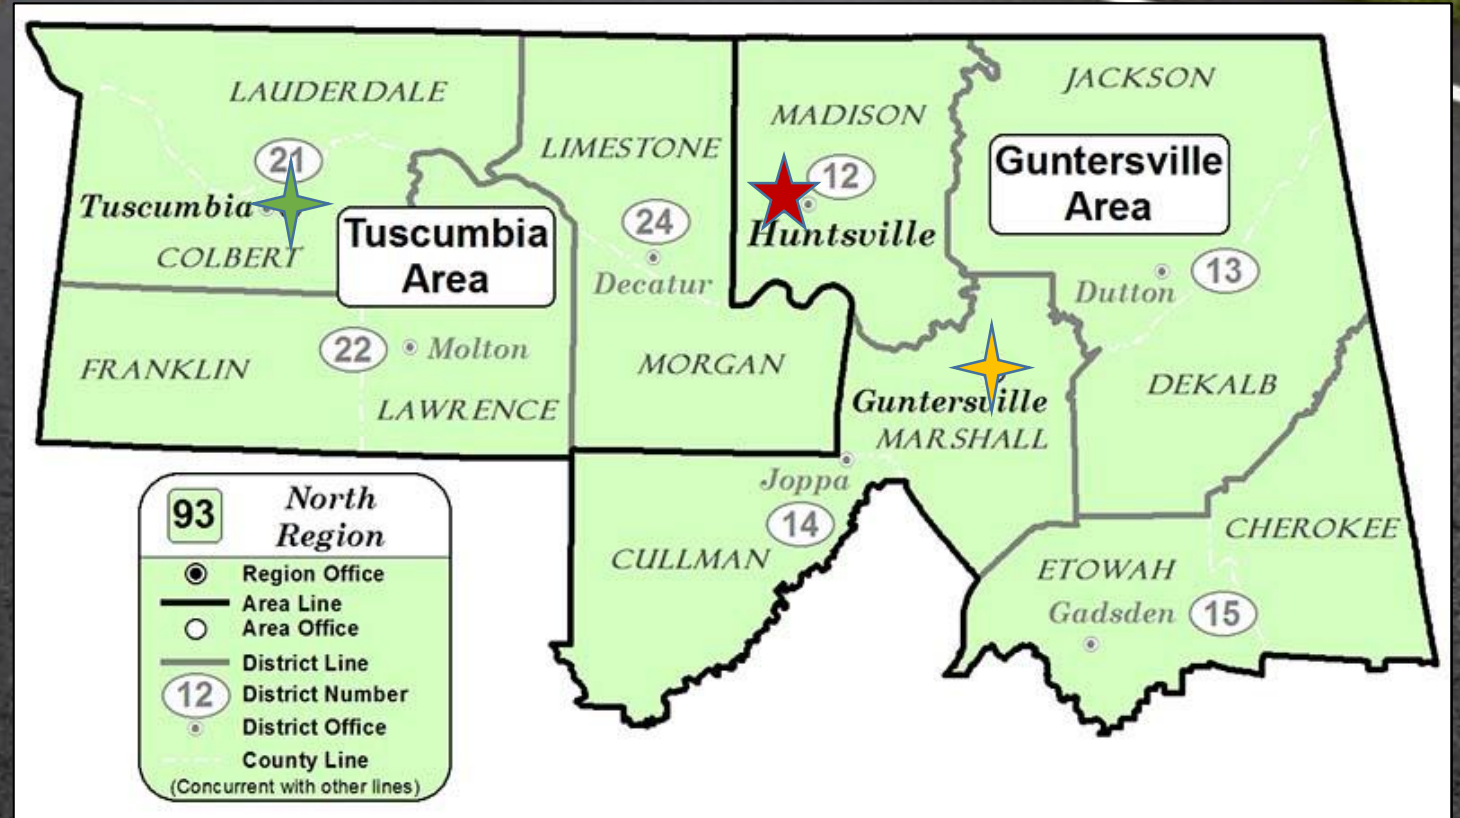 LAUDERDALE
JACKSON
MADISON
LIMESTONE
Guntersville
Area
21
12
Tuscumbia
24
Huntsville
Tuscumbia
Area
COLBERT
Decatur
13
Dutton
22
Molton
FRANKLIN
MORGAN
DEKALB
LAWRENCE
Guntersville
MARSHALL
Joppa
14
CULLMAN
CHEROKEE
ETOWAH
Gadsden
15
93
North
Region
Region Office
Area Line
Area Office
District Line
12
District Number
District Office
County Line
(Concurrent with other lines)